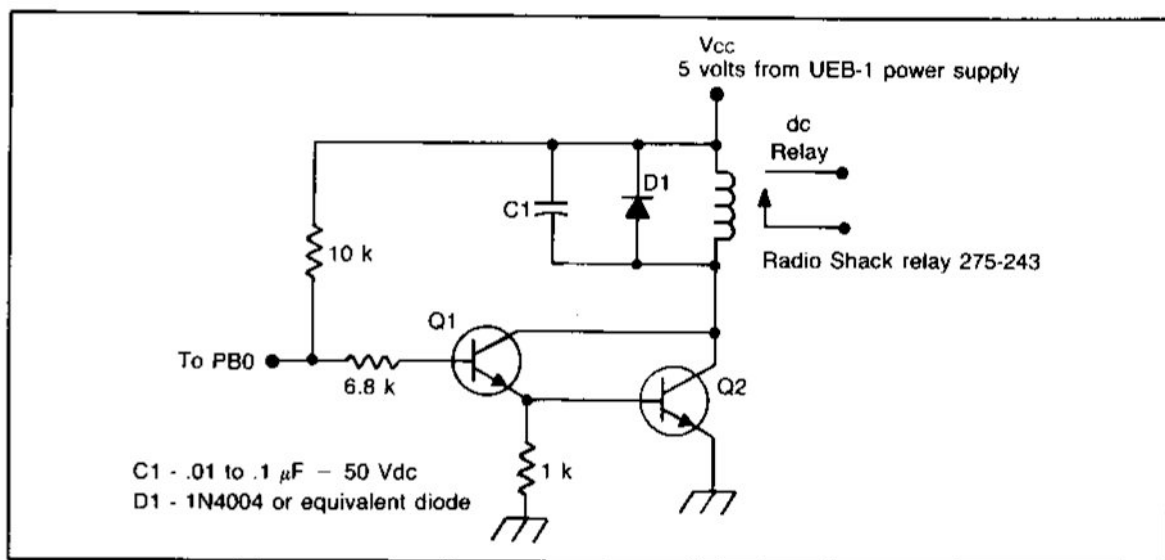 Vcc
5 volts from UEB-1 power supply
dc
Relay
D1
C1
10 k
Radio Shack relay 275-243
Q1
To PB0
6.8 k
Q2
1 k
C1 - .01 to .1 μF – 50 Vdc
D1 - 1N4004 or equivalent diode